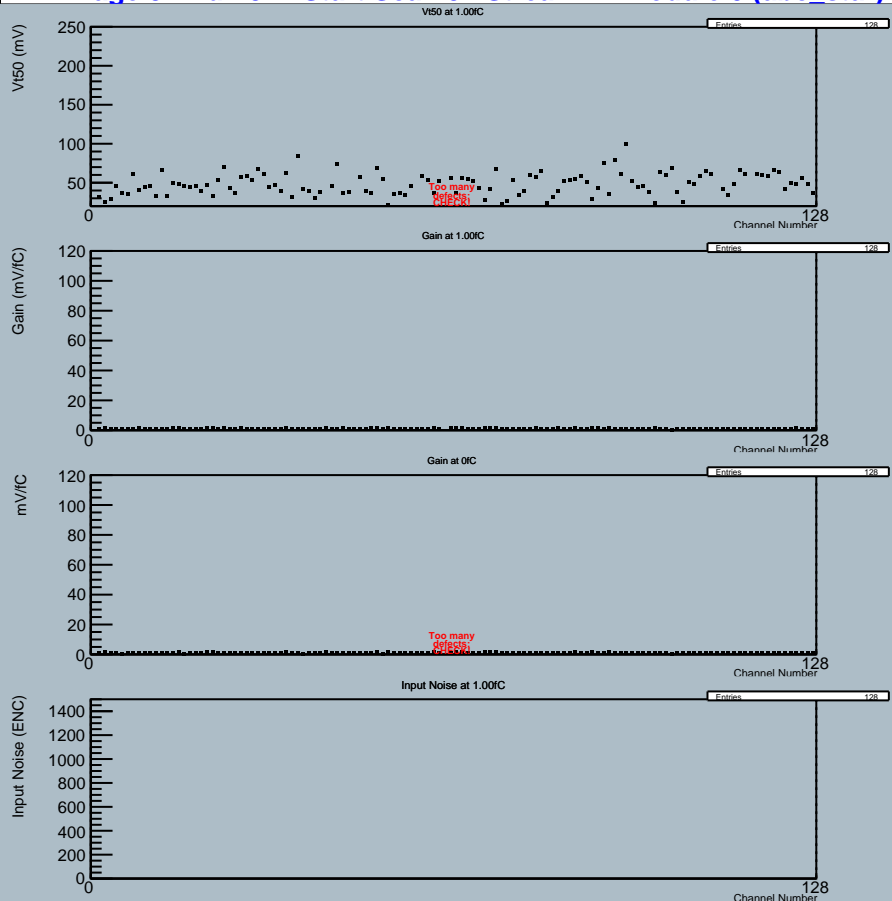 Vt50 at 1.00fC
Entries 128
Vt50 (mV)
250
200
150
100
50
Too many
defects:
CHECK!
0
128
Channel Number
Gain at 1.00fC
Entries 128
Gain (mV/fC)
120
100
80
60
40
20
0
0
128
Channel Number
Gain at 0fC
Entries 128
mV/fC
120
100
80
60
40
20
Too many
defects:
CHECK!
0
0
128
Channel Number
Input Noise at 1.00fC
Entries 128
Input Noise (ENC)
1400
1200
1000
800
600
400
200
0
0
128
Channel Number